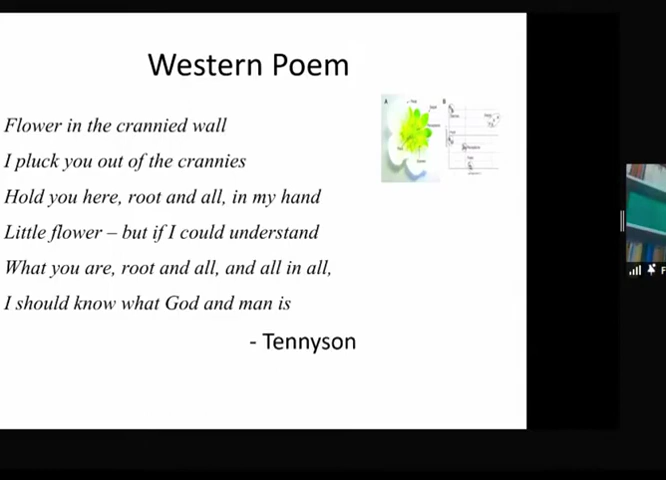 Western Poem
A
B
Flower in the crannied wall
I pluck you out of the crannies
Hold you here, root and all, in my hand
Little flower – but if I could understand
What you are, root and all, and all in all,
I should know what God and man is
- Tennyson
F